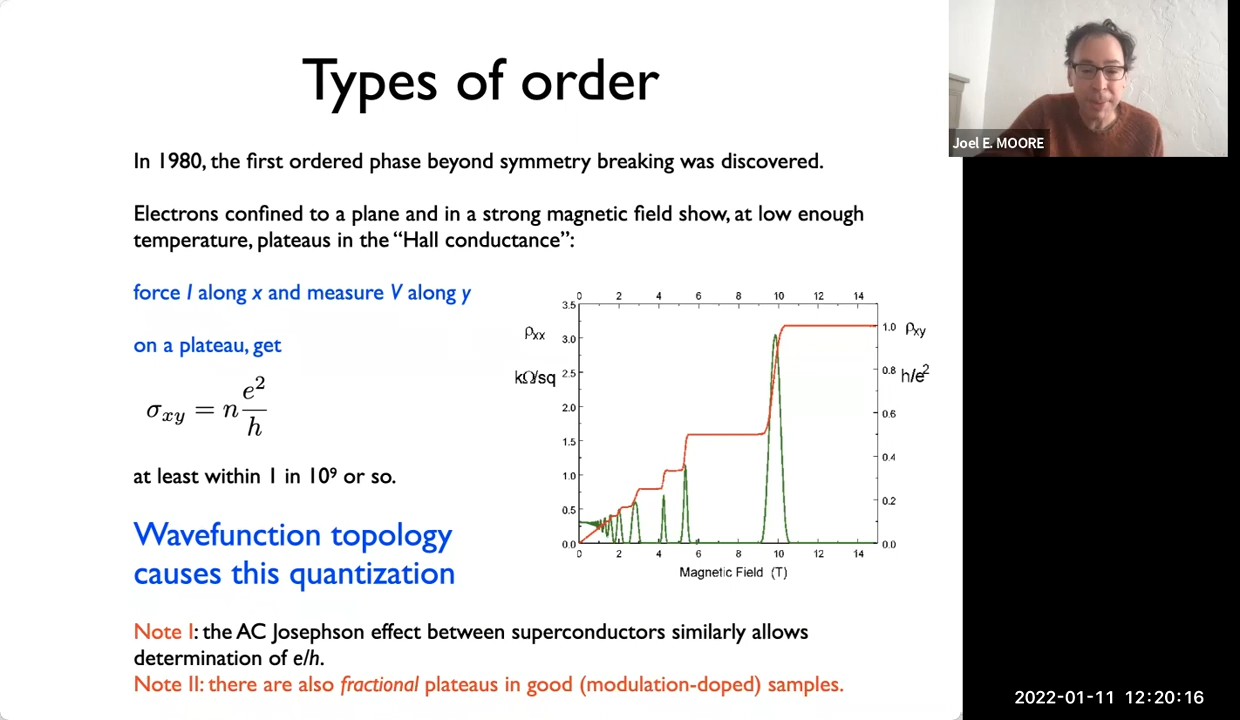 Types of order
In 1980, the first ordered phase beyond symmetry breaking was discovered.
Electrons confined to a plane and in a strong magnetic field show, at low enough
temperature, plateaus in the “Hall conductance”:
force I along x and measure V along y
on a plateau, get
σxy = n e²/h
at least within 1 in 10⁹ or so.
Wavefunction topology
causes this quantization
0 2 4 6 8 10 12 14
3.5
ρxx 3.0
kΩ/sq 2.5
2.0
1.5
1.0
0.5
0.0
1.0 ρxy
0.8 h/e²
0.6
0.4
0.2
0.0
0 2 4 6 8 10 12 14
Magnetic Field (T)
Note I: the AC Josephson effect between superconductors similarly allows
determination of e/h.
Note II: there are also fractional plateaus in good (modulation-doped) samples.
Joel E. MOORE
2022-01-11 12:20:16